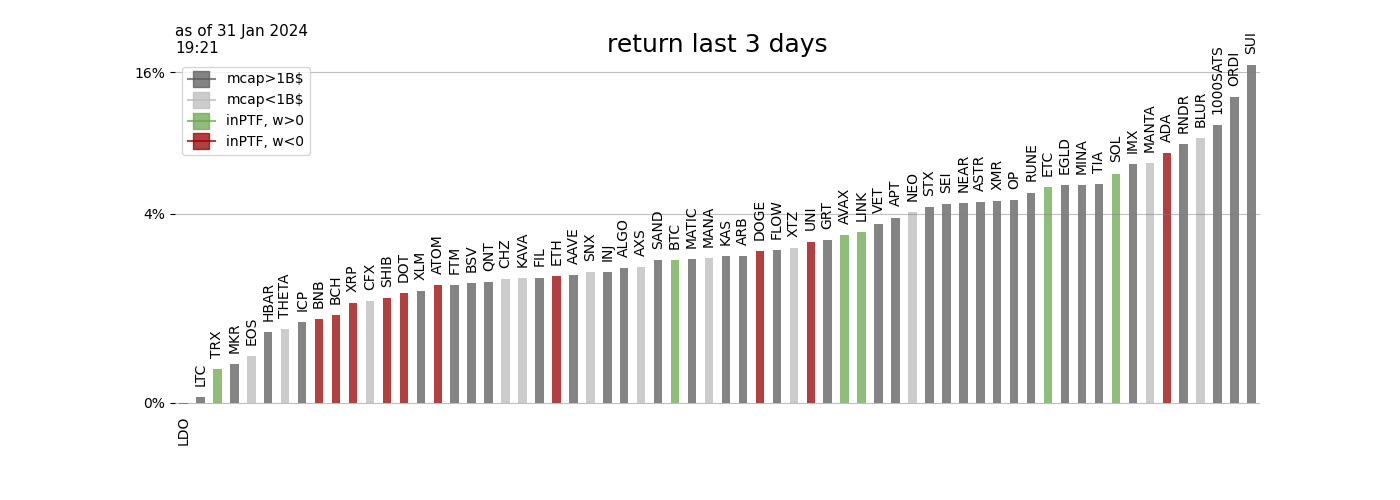 as of 31 Jan 2024
19:21
return last 3 days
16%
4%
0%
mcap>1B$
mcap<1B$
inPTF, w>0
inPTF, w<0
LDO
LTC
TRX
MKR
EOS
HBAR
THETA
ICP
BNB
BCH
XRP
CFX
SHIB
DOT
XLM
ATOM
FTM
BSV
QNT
CHZ
KAVA
FIL
ETH
AAVE
SNX
INJ
ALGO
AXS
SAND
BTC
MATIC
MANA
KAS
ARB
DOGE
FLOW
XTZ
UNI
GRT
AVAX
LINK
VET
APT
NEO
STX
SEI
NEAR
ASTR
XMR
OP
RUNE
ETC
EGLD
MINA
TIA
SOL
IMX
MANTA
ADA
RNDR
BLUR
1000SATS
ORDI
SUI